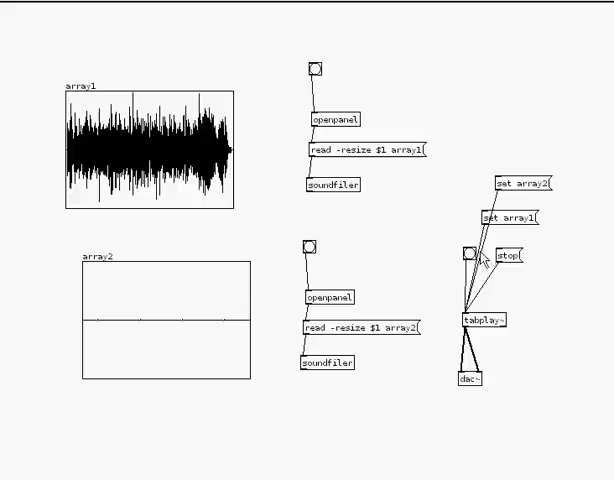 array1
openpanel
read -resize $1 array1
soundfiler
set array2
set array1
stop
tabplay~
dac~
array2
openpanel
read -resize $1 array2
soundfiler